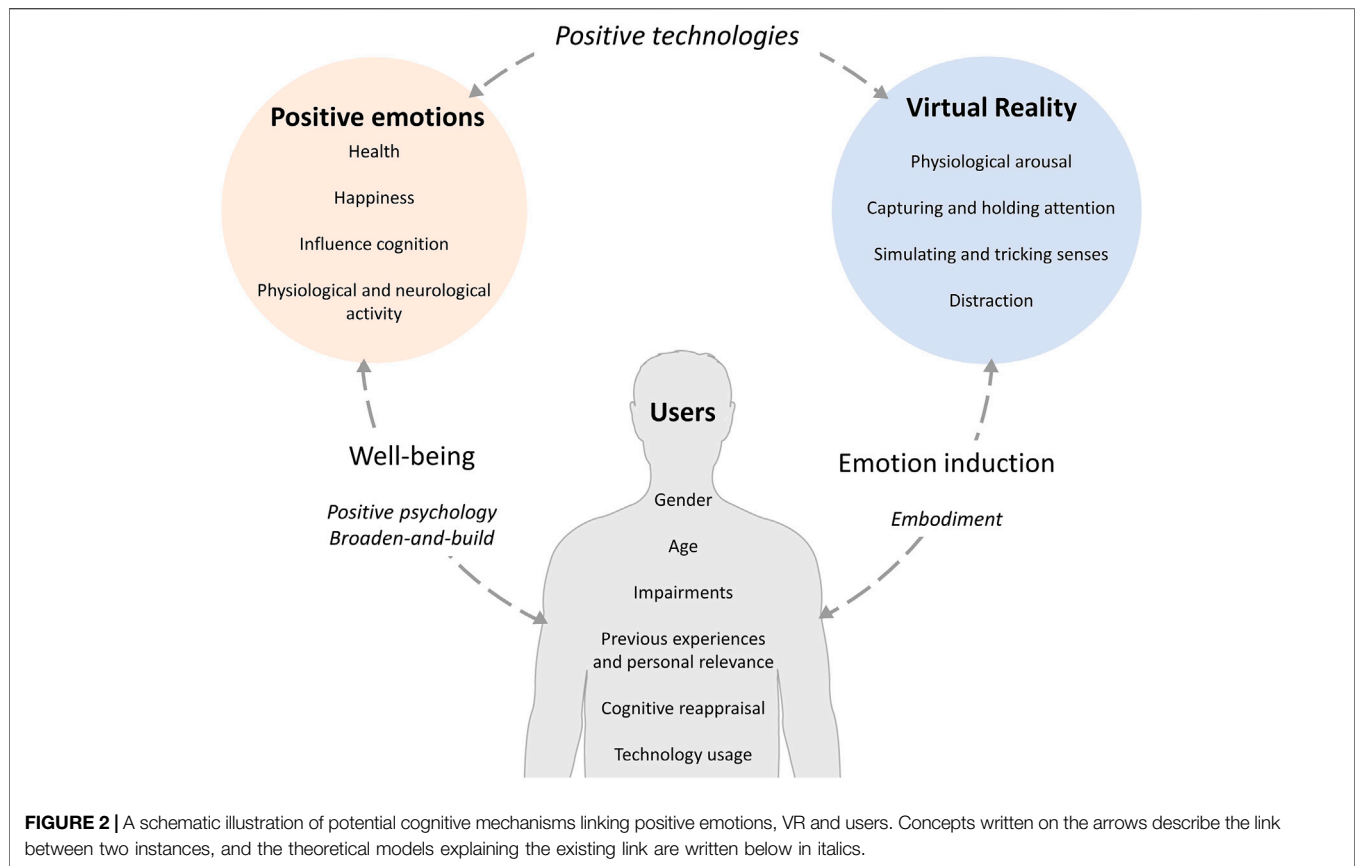 Positive technologies
Positive emotions
Health
Happiness
Influence cognition
Physiological and neurological
activity
Virtual Reality
Physiological arousal
Capturing and holding attention
Simulating and tricking senses
Distraction
Well-being
Positive psychology
Broaden-and-build
Users
Gender
Age
Impairments
Previous experiences
and personal relevance
Cognitive reappraisal
Technology usage
Emotion induction
Embodiment
FIGURE 2 | A schematic illustration of potential cognitive mechanisms linking positive emotions, VR and users. Concepts written on the arrows describe the link
between two instances, and the theoretical models explaining the existing link are written below in italics.